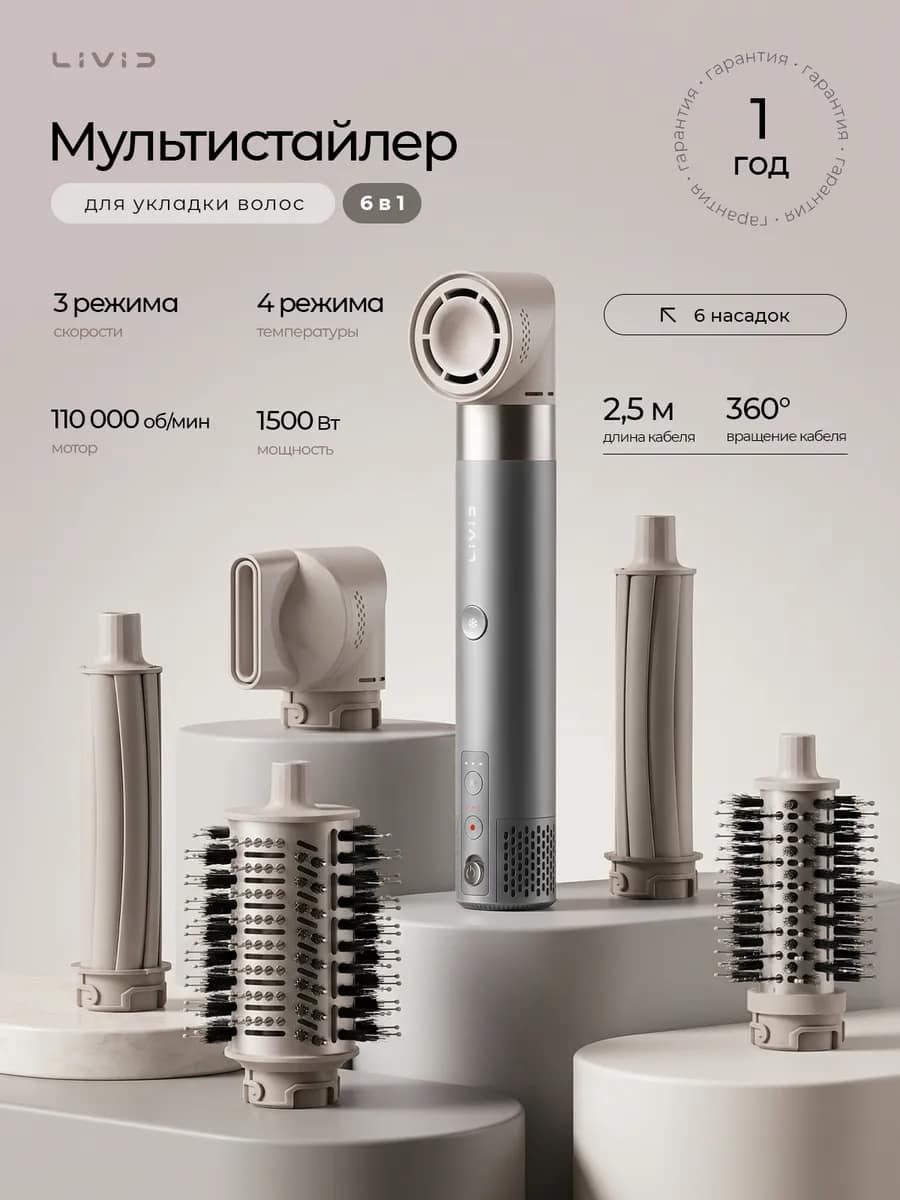 LIVID
Мультистайлер
для укладки волос
6 в 1
гарантия · гарантия · гарантия · гарантия · гарантия ·
1
год
3 режима
скорости
4 режима
температуры
6 насадок
110 000 об/мин
мотор
1500 Вт
мощность
2,5 м
длина кабеля
360°
вращение кабеля
LIVID